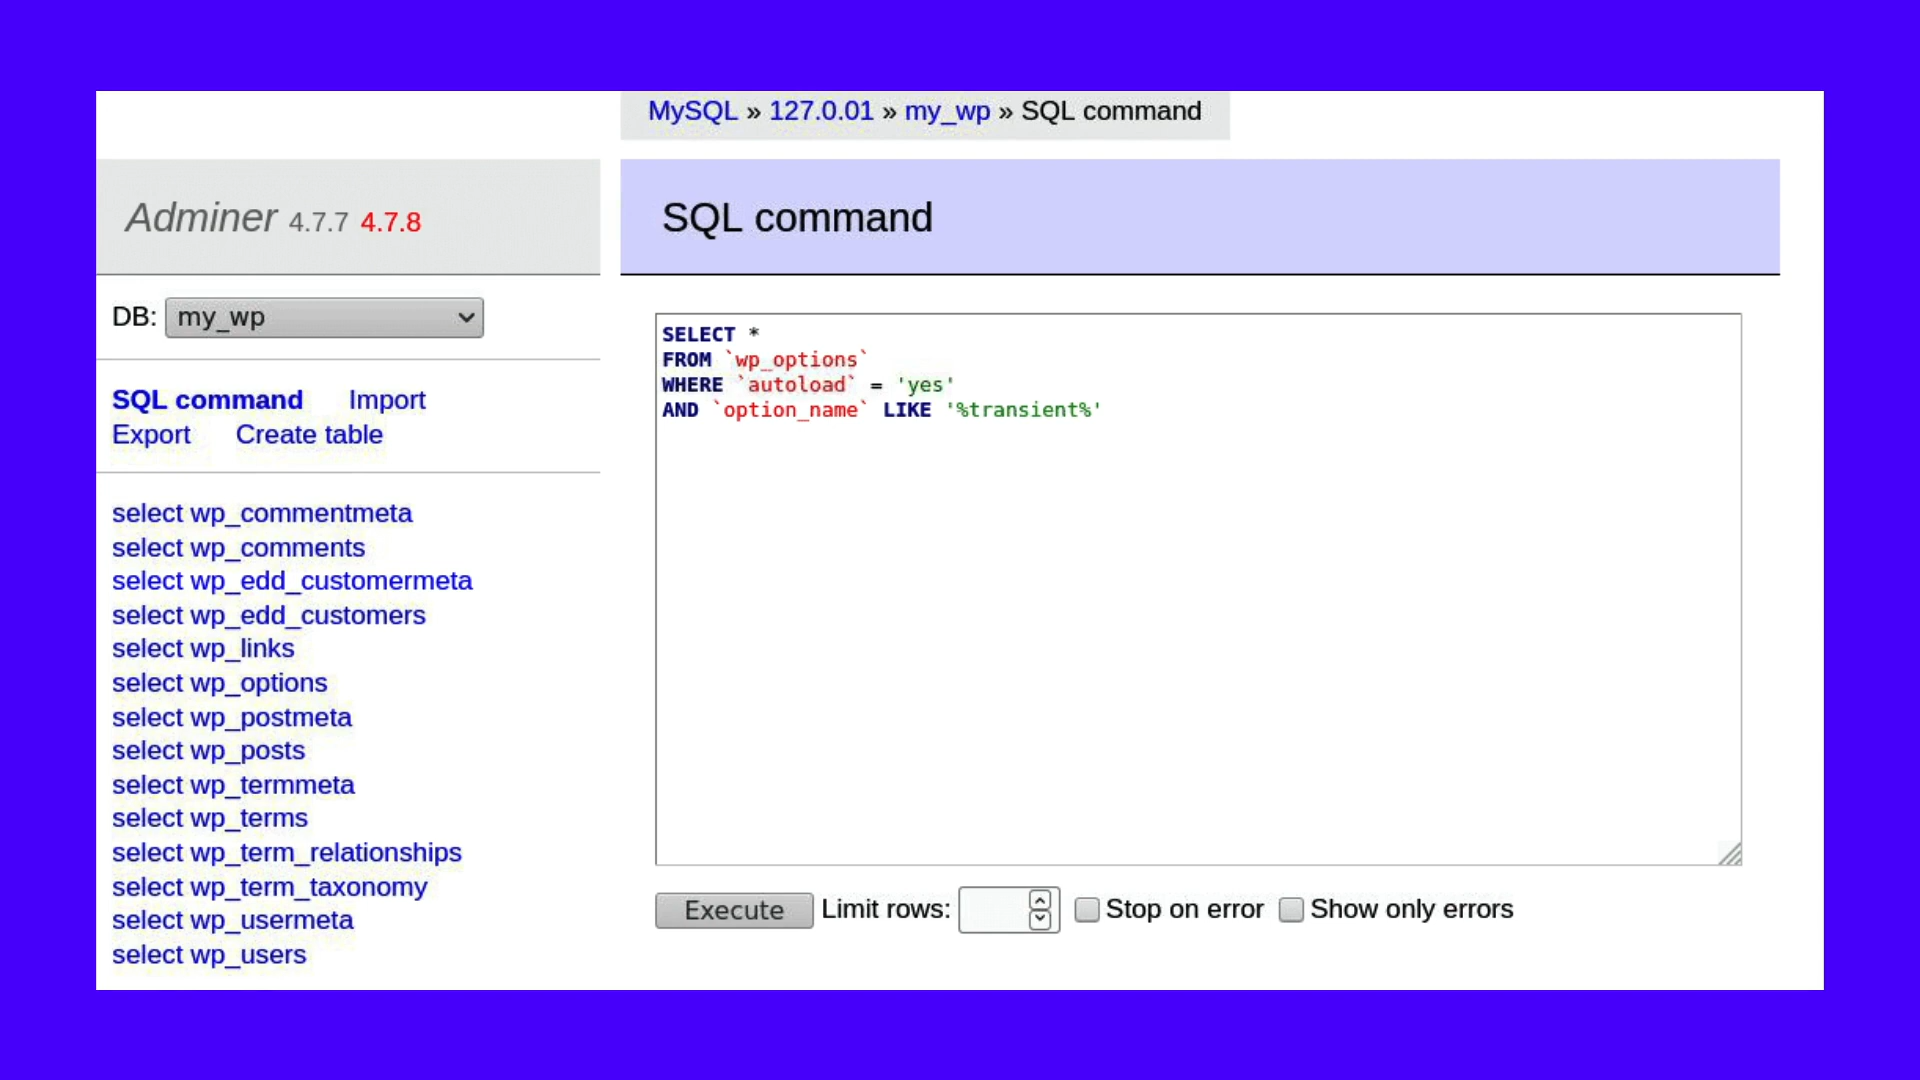 MySQL » 127.0.01 » my_wp » SQL command
Adminer 4.7.7 4.7.8
SQL command
DB: my_wp
SQL command Import
Export Create table
select wp_commentmeta
select wp_comments
select wp_edd_customermeta
select wp_edd_customers
select wp_links
select wp_options
select wp_postmeta
select wp_posts
select wp_termmeta
select wp_terms
select wp_term_relationships
select wp_term_taxonomy
select wp_usermeta
select wp_users
SELECT *
FROM `wp_options`
WHERE `autoload` = 'yes'
AND `option_name` LIKE '%transient%'
Execute Limit rows: Stop on error Show only errors